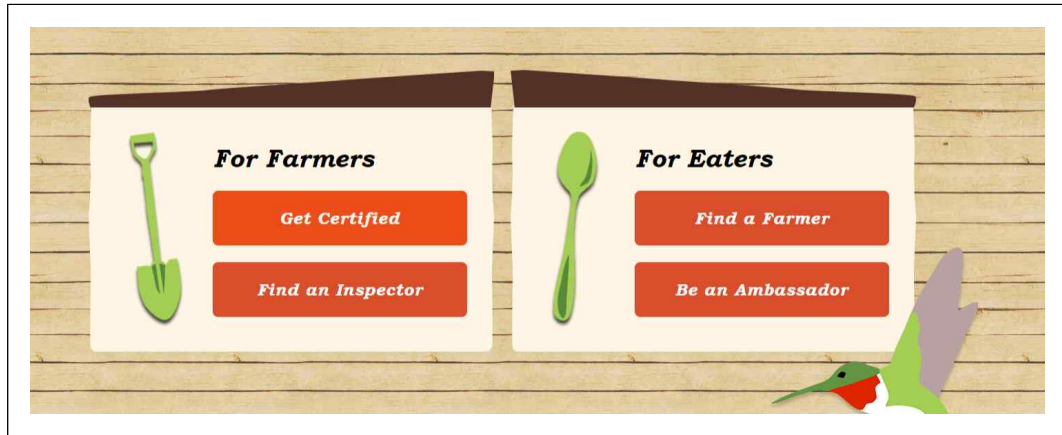 For Farmers
Get Certified
Find an Inspector
For Eaters
Find a Farmer
Be an Ambassador